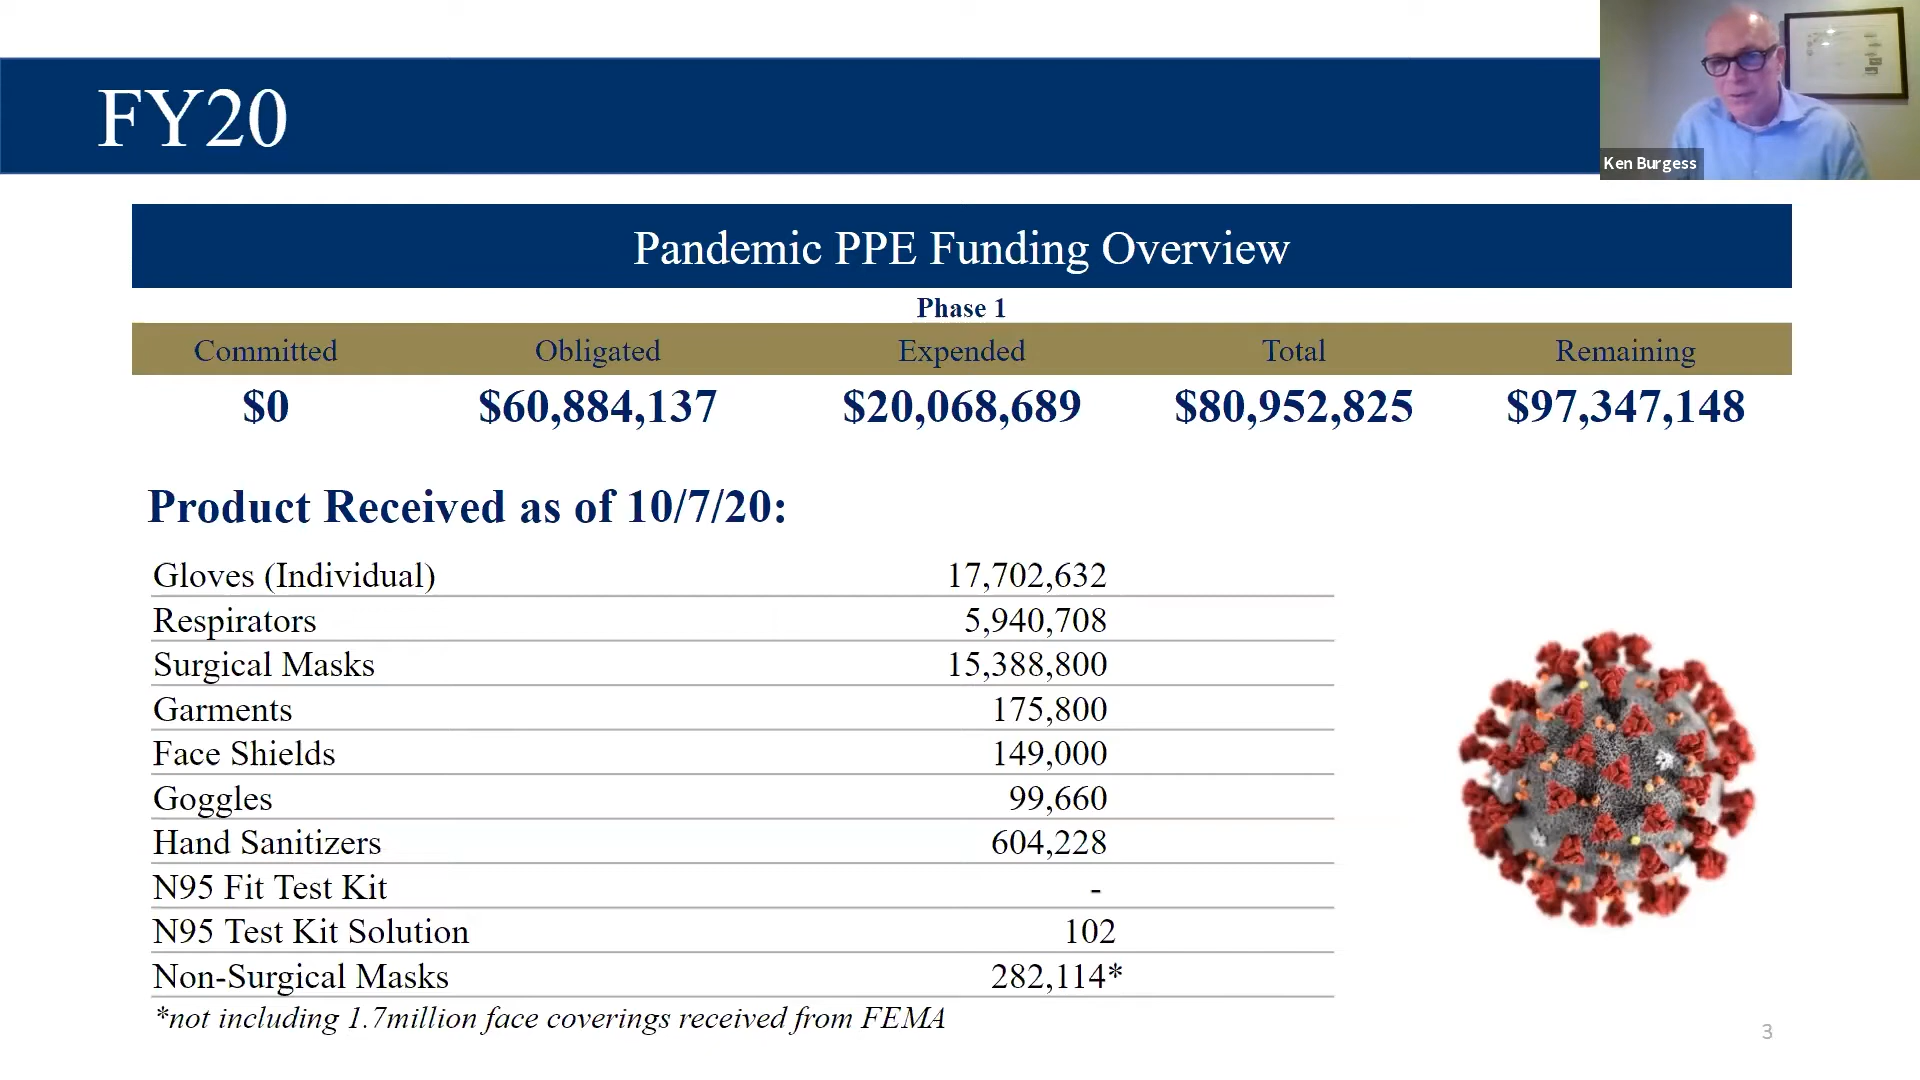 FY20
Ken Burgess
Pandemic PPE Funding Overview
Phase 1
Committed Obligated Expended Total Remaining
$0 $60,884,137 $20,068,689 $80,952,825 $97,347,148
Product Received as of 10/7/20:
Gloves (Individual) 17,702,632
Respirators 5,940,708
Surgical Masks 15,388,800
Garments 175,800
Face Shields 149,000
Goggles 99,660
Hand Sanitizers 604,228
N95 Fit Test Kit -
N95 Test Kit Solution 102
Non-Surgical Masks 282,114*
*not including 1.7million face coverings received from FEMA
3